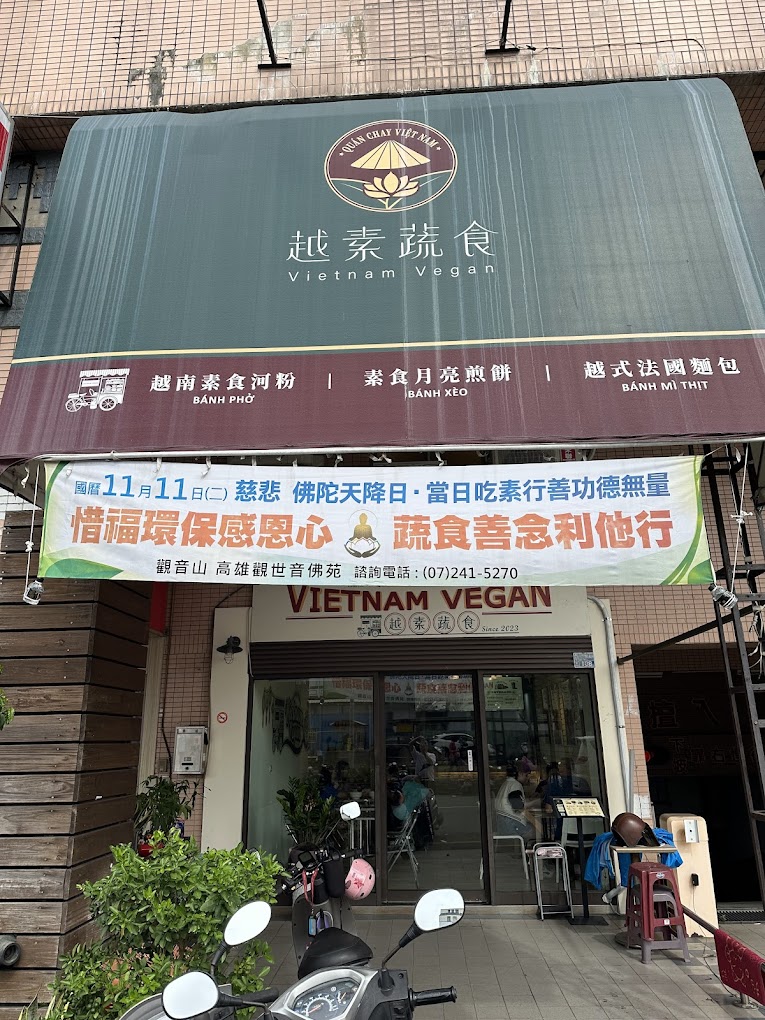 QUÁN CHAY VIỆT NAM
越素蔬食
Vietnam Vegan
越南素食河粉 | 素食月亮煎餅 | 越式法國麵包
BÁNH PHỞ BÁNH XÈO BÁNH MÌ THỊT
國曆11月11日(二) 慈悲 佛陀天降日·當日吃素行善功德無量
惜福環保感恩心 蔬食善念利他行
觀音山 高雄觀世音佛苑 諮詢電話：(07)241-5270
VIETNAM VEGAN
越蔬蔬食 Since 2023